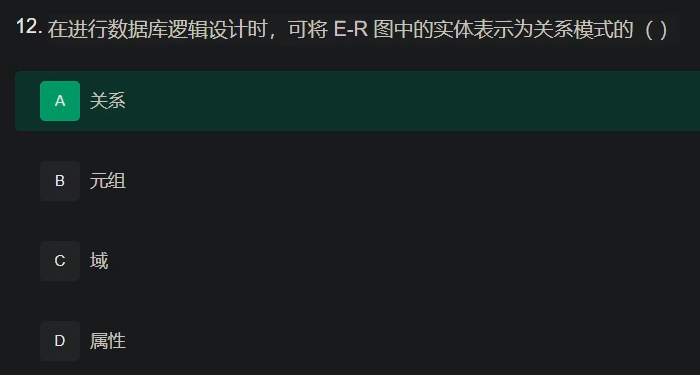 12. 在进行数据库逻辑设计时，可将 E-R 图中的实体表示为关系模式的（ ）
A 关系
B 元组
C 域
D 属性